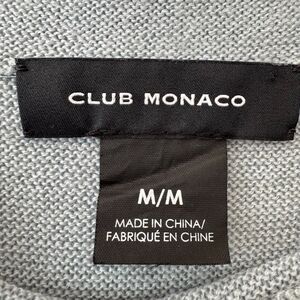 CLUB MONACO
M/M
MADE IN CHINA/
FABRIQUÉ EN CHINE